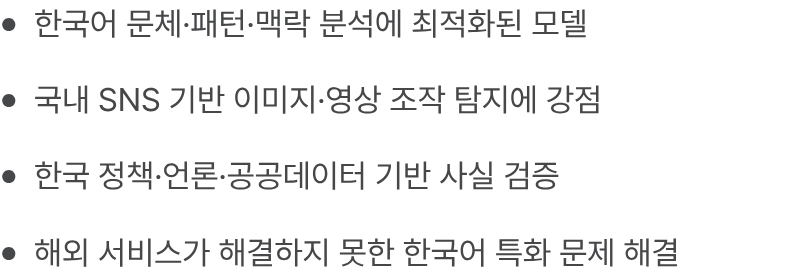 ● 한국어 문체·패턴·맥락 분석에 최적화된 모델
● 국내 SNS 기반 이미지·영상 조작 탐지에 강점
● 한국 정책·언론·공공데이터 기반 사실 검증
● 해외 서비스가 해결하지 못한 한국어 특화 문제 해결